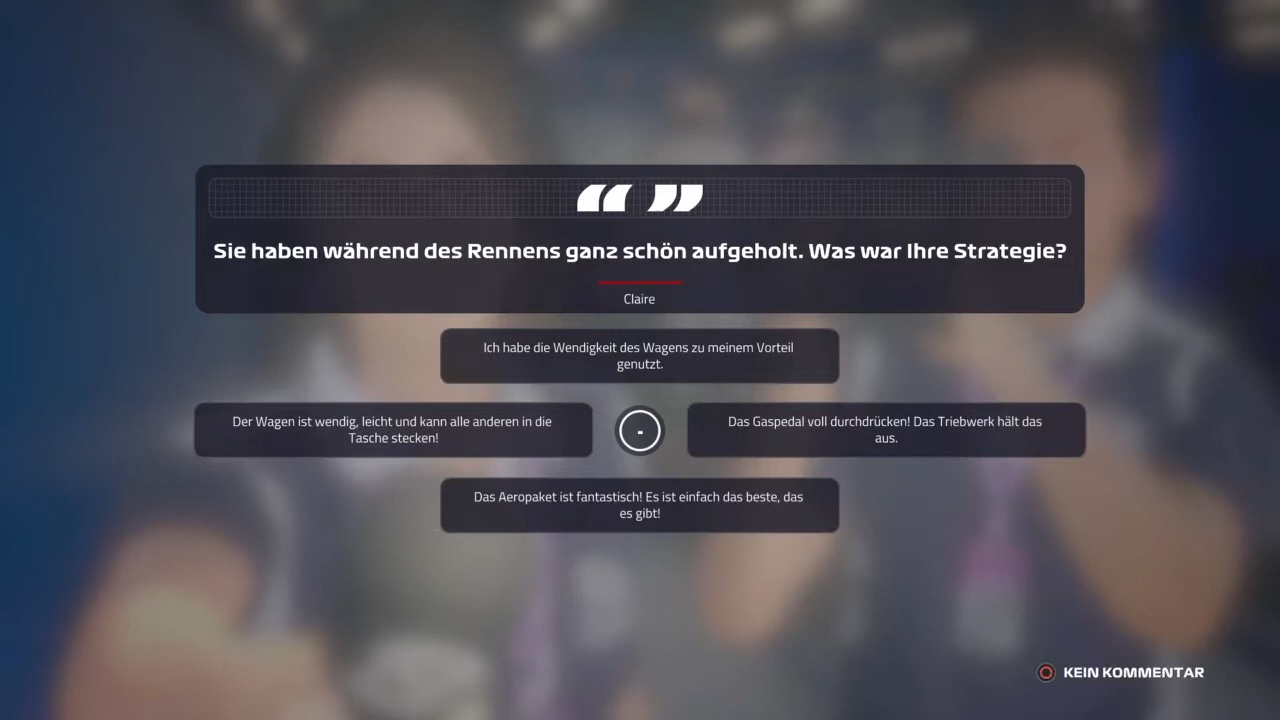 “ ”
Sie haben während des Rennens ganz schön aufgeholt. Was war Ihre Strategie?
Claire
Ich habe die Wendigkeit des Wagens zu meinem Vorteil
genutzt.
Der Wagen ist wendig, leicht und kann alle anderen in die
Tasche stecken!
-
Das Gaspedal voll durchdrücken! Das Triebwerk hält das
aus.
Das Aeropaket ist fantastisch! Es ist einfach das beste, das
es gibt!
KEIN KOMMENTAR